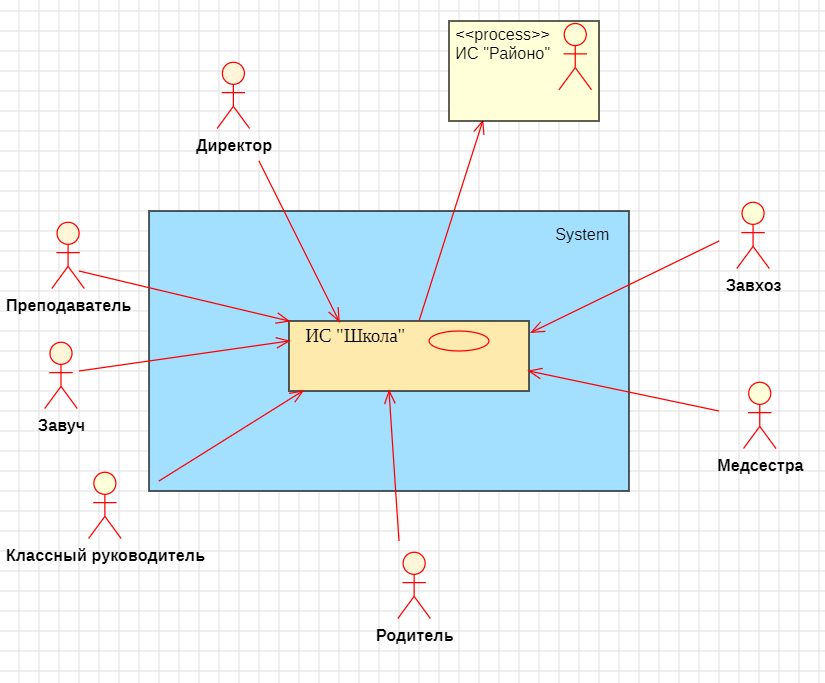 <<process>>
ИС "Районо"
Директор
System
Преподаватель
Завхоз
ИС "Школа"
Завуч
Медсестра
Классный руководитель
Родитель